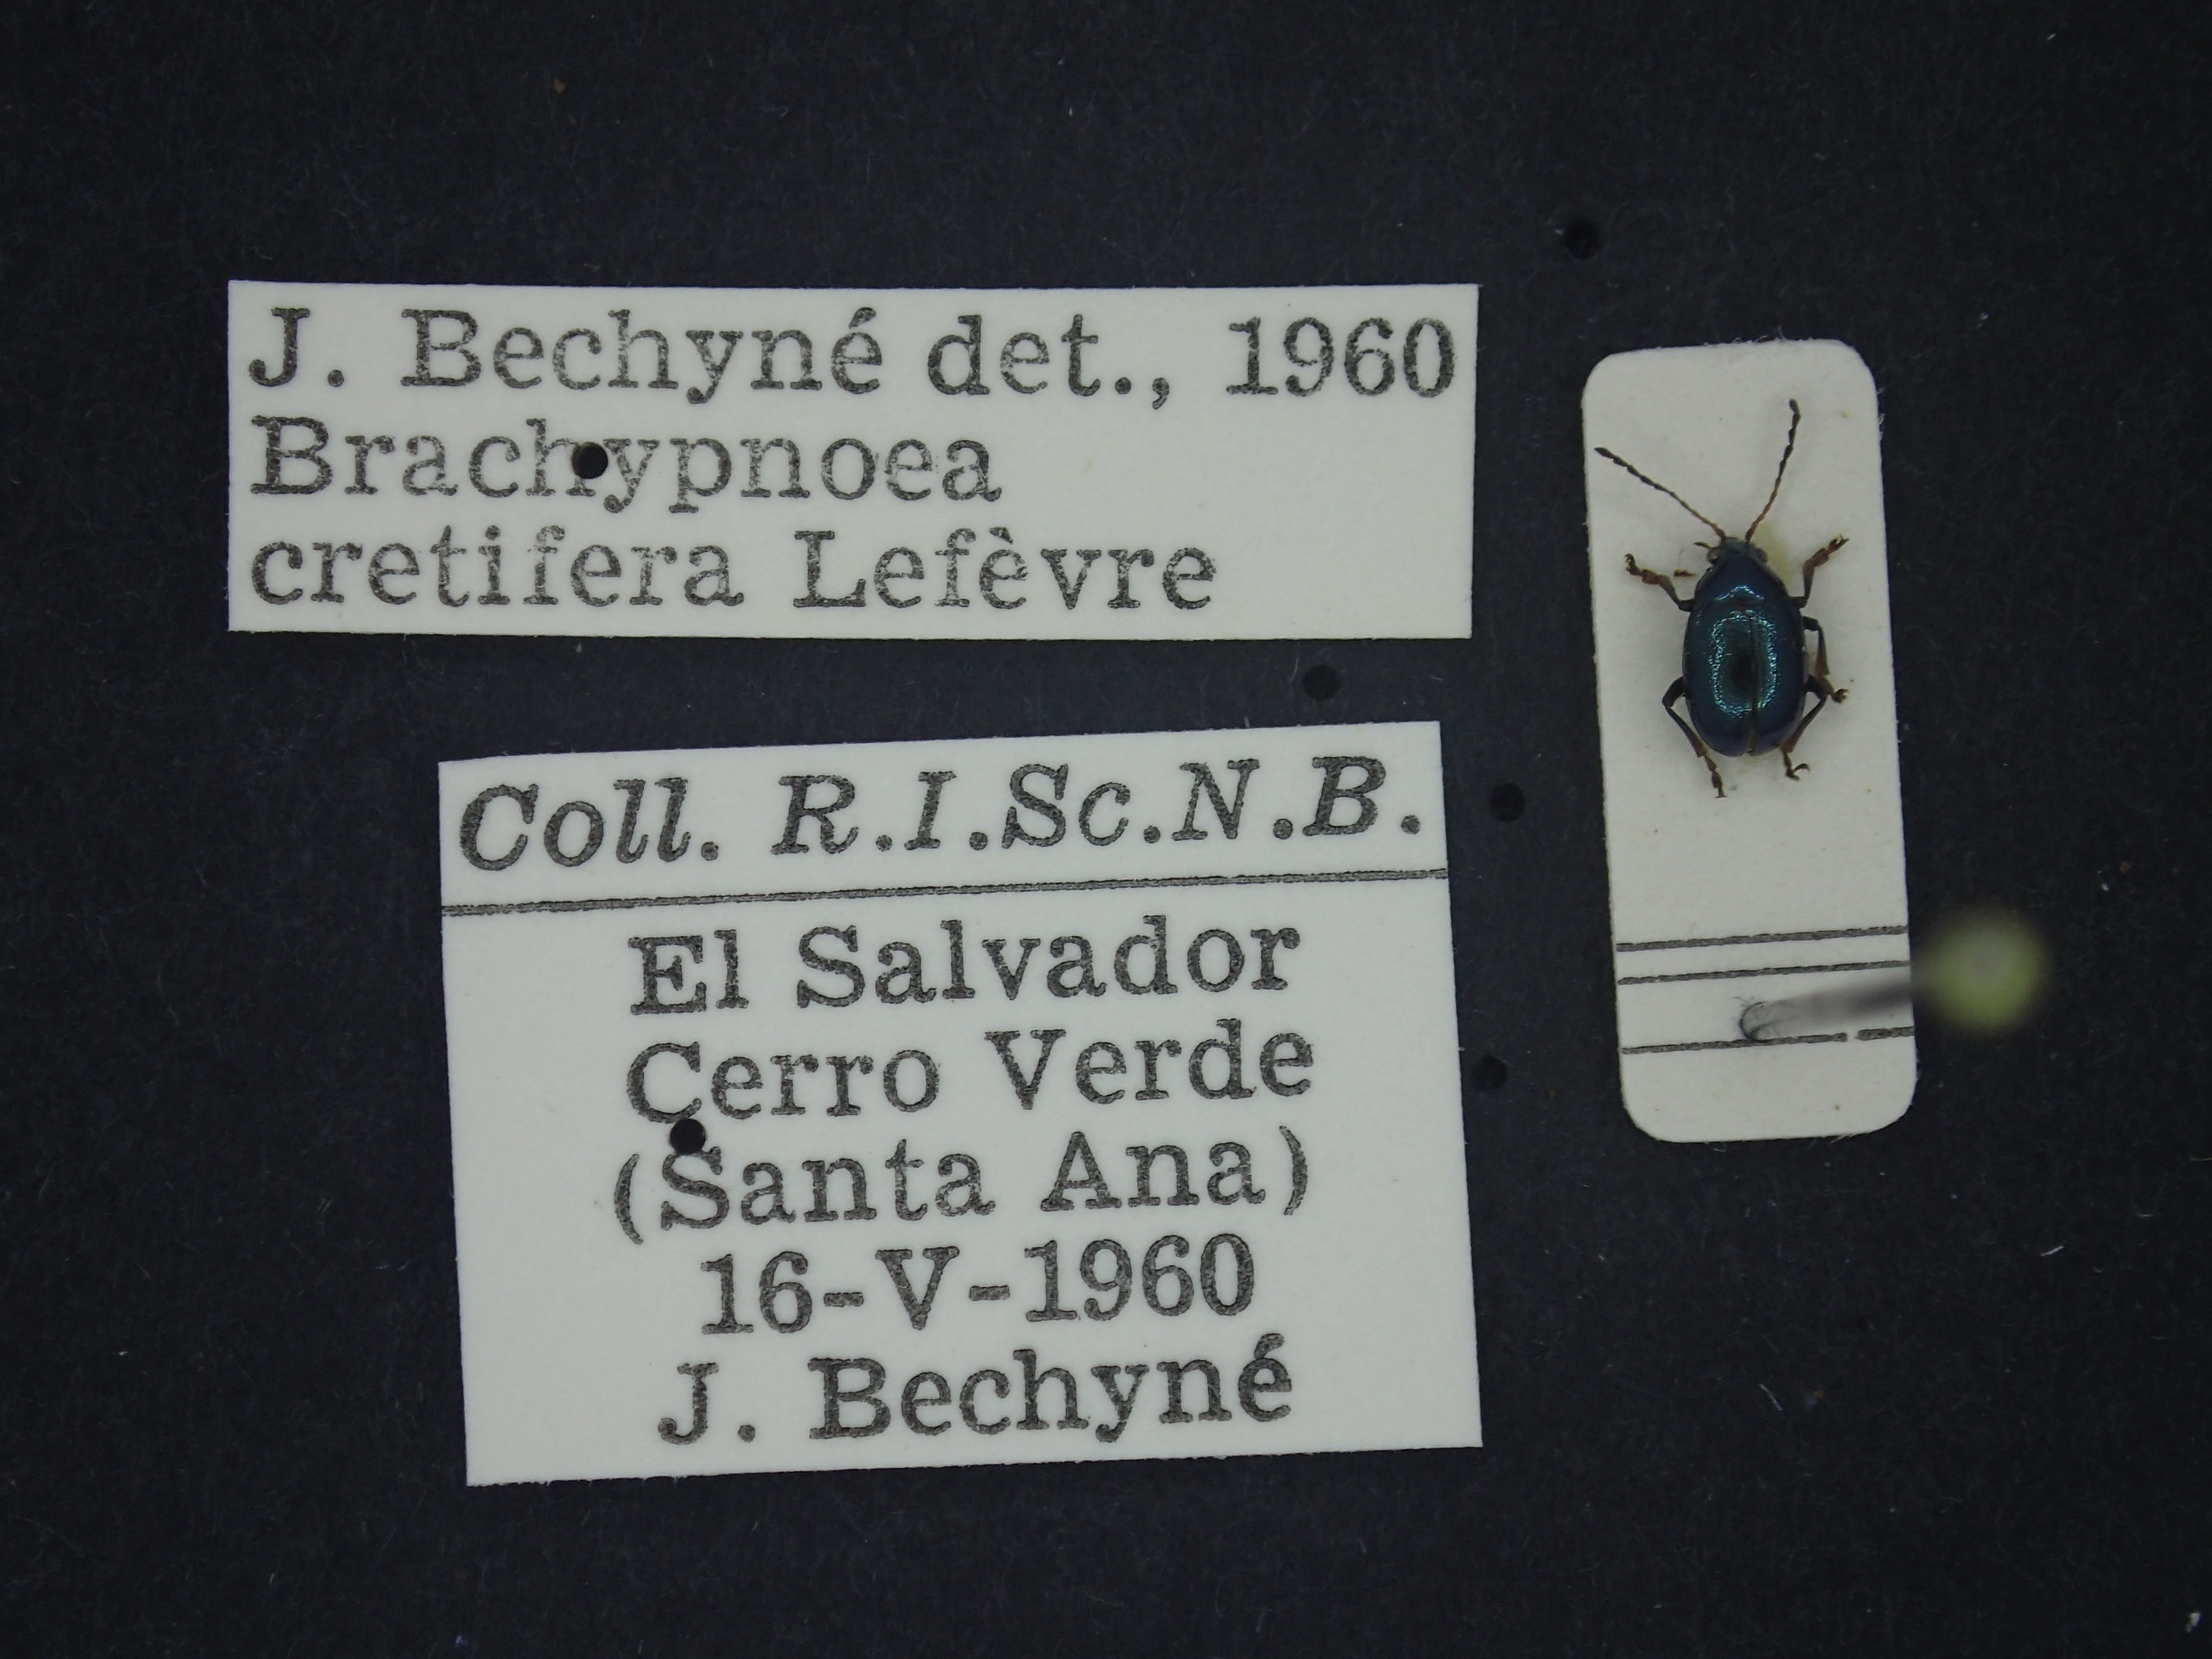 J. Bechyné det., 1960
Brachypnoea
cretifera Lefèvre
Coll. R.I.Sc.N.B.
El Salvador
Cerro Verde
(Santa Ana)
16-V-1960
J. Bechyné